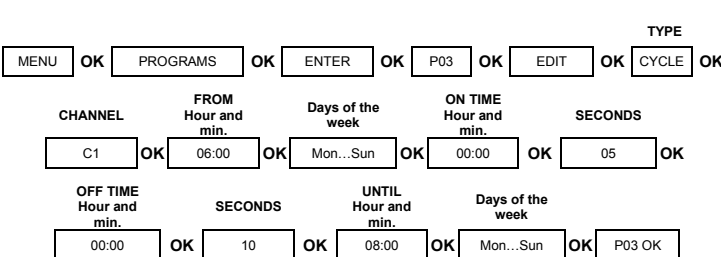 TYPE
MENU OK PROGRAMS OK ENTER OK P03 OK EDIT OK CYCLE OK
CHANNEL FROM Hour and min. Days of the week ON TIME Hour and min. SECONDS
C1 OK 06:00 OK Mon…Sun OK 00:00 OK 05 OK
OFF TIME Hour and min. SECONDS UNTIL Hour and min. Days of the week
00:00 OK 10 OK 08:00 OK Mon…Sun OK P03 OK